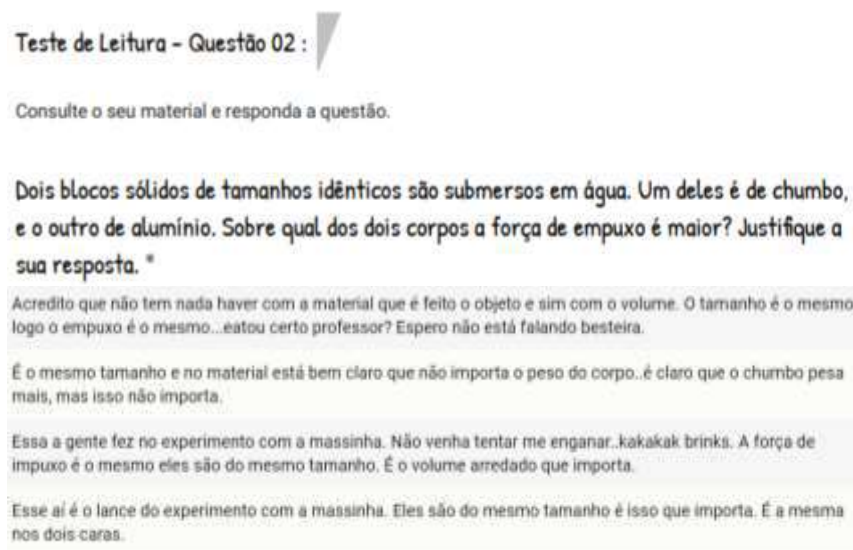 Teste de Leitura - Questão 02 :
Consulte o seu material e responda a questão.
Dois blocos sólidos de tamanhos idênticos são submersos em água. Um deles é de chumbo,
e o outro de alumínio. Sobre qual dos dois corpos a força de empuxo é maior? Justifique a
sua resposta. *
Acredito que não tem nada haver com a material que é feito o objeto e sim com o volume. O tamanho é o mesmo
logo o empuxo é o mesmo...eatou certo professor? Espero não está falando besteira.
É o mesmo tamanho e no material está bem claro que não importa o peso do corpo..é claro que o chumbo pesa
mais, mas isso não importa.
Essa a gente fez no experimento com a massinha. Não venha tentar me enganar..kakakak brinks. A força de
impuxo é o mesmo eles são do mesmo tamanho. É o volume arredado que importa.
Esse aí é o lance do experimento com a massinha. Eles são do mesmo tamanho é isso que importa. É a mesma
nos dois caras.